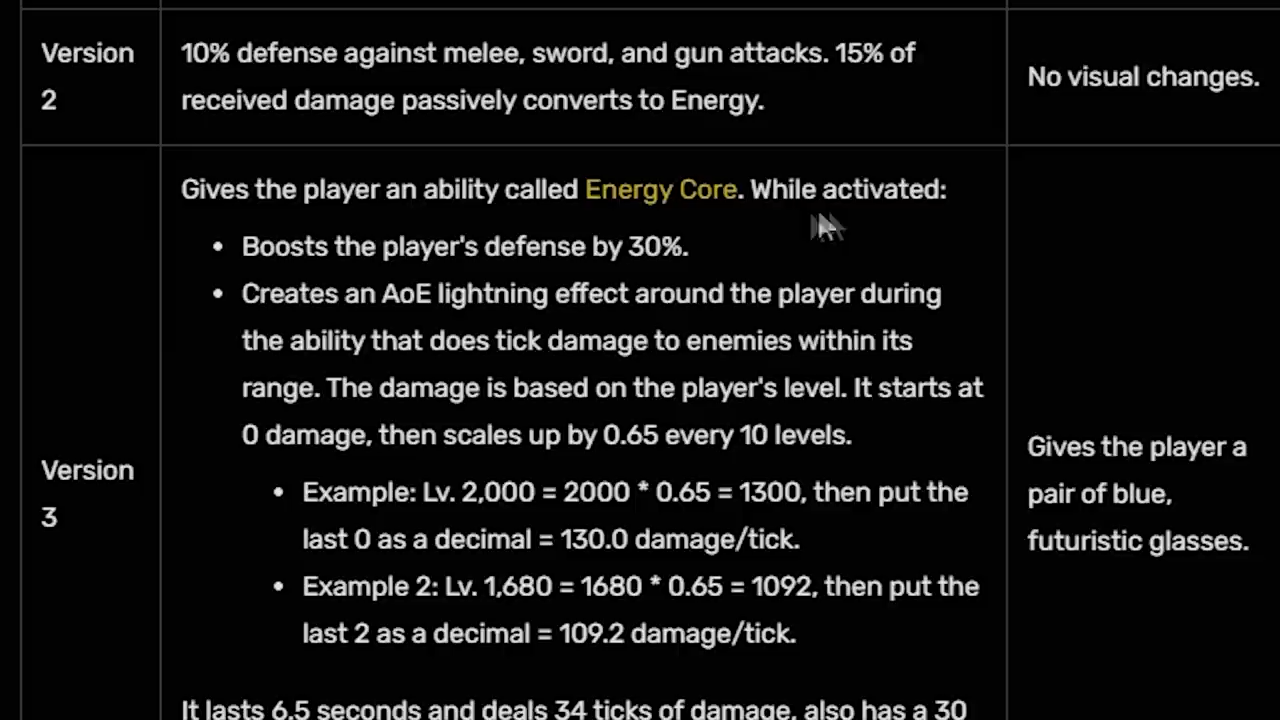 Version
2
10% defense against melee, sword, and gun attacks. 15% of
received damage passively converts to Energy.
No visual changes.
Version
3
Gives the player an ability called Energy Core. While activated:
• Boosts the player's defense by 30%.
• Creates an AoE lightning effect around the player during
the ability that does tick damage to enemies within its
range. The damage is based on the player's level. It starts at
0 damage, then scales up by 0.65 every 10 levels.
• Example: Lv. 2,000 = 2000 * 0.65 = 1300, then put the
last 0 as a decimal = 130.0 damage/tick.
• Example 2: Lv. 1,680 = 1680 * 0.65 = 1092, then put the
last 2 as a decimal = 109.2 damage/tick.
It lasts 6.5 seconds and deals 34 ticks of damage, also has a 30
Gives the player a
pair of blue,
futuristic glasses.